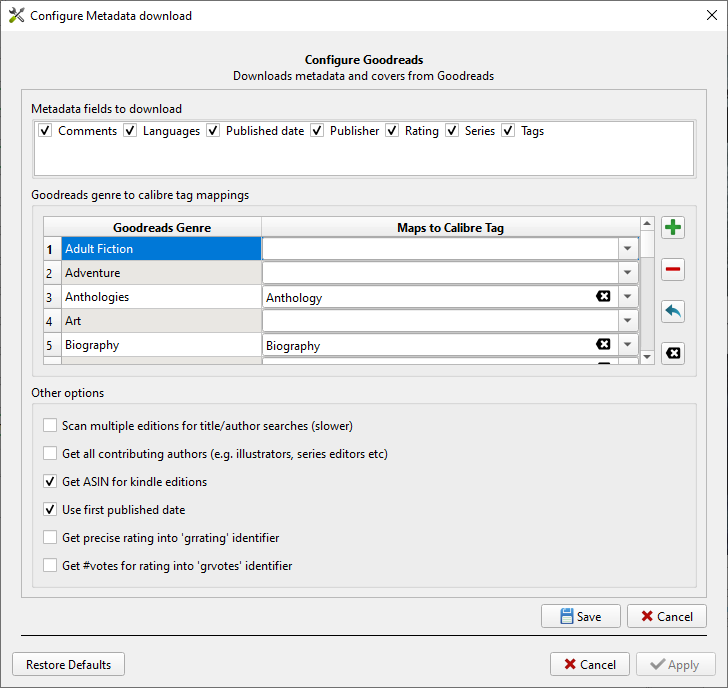 Configure Metadata download
Configure Goodreads
Downloads metadata and covers from Goodreads
Metadata fields to download
Comments Languages Published date Publisher Rating Series Tags
Goodreads genre to calibre tag mappings
Goodreads Genre Maps to Calibre Tag
1 Adult Fiction
2 Adventure
3 Anthologies Anthology
4 Art
5 Biography Biography
Other options
Scan multiple editions for title/author searches (slower)
Get all contributing authors (e.g. illustrators, series editors etc)
Get ASIN for kindle editions
Use first published date
Get precise rating into 'grrating' identifier
Get #votes for rating into 'grvotes' identifier
Save Cancel
Restore Defaults Cancel Apply